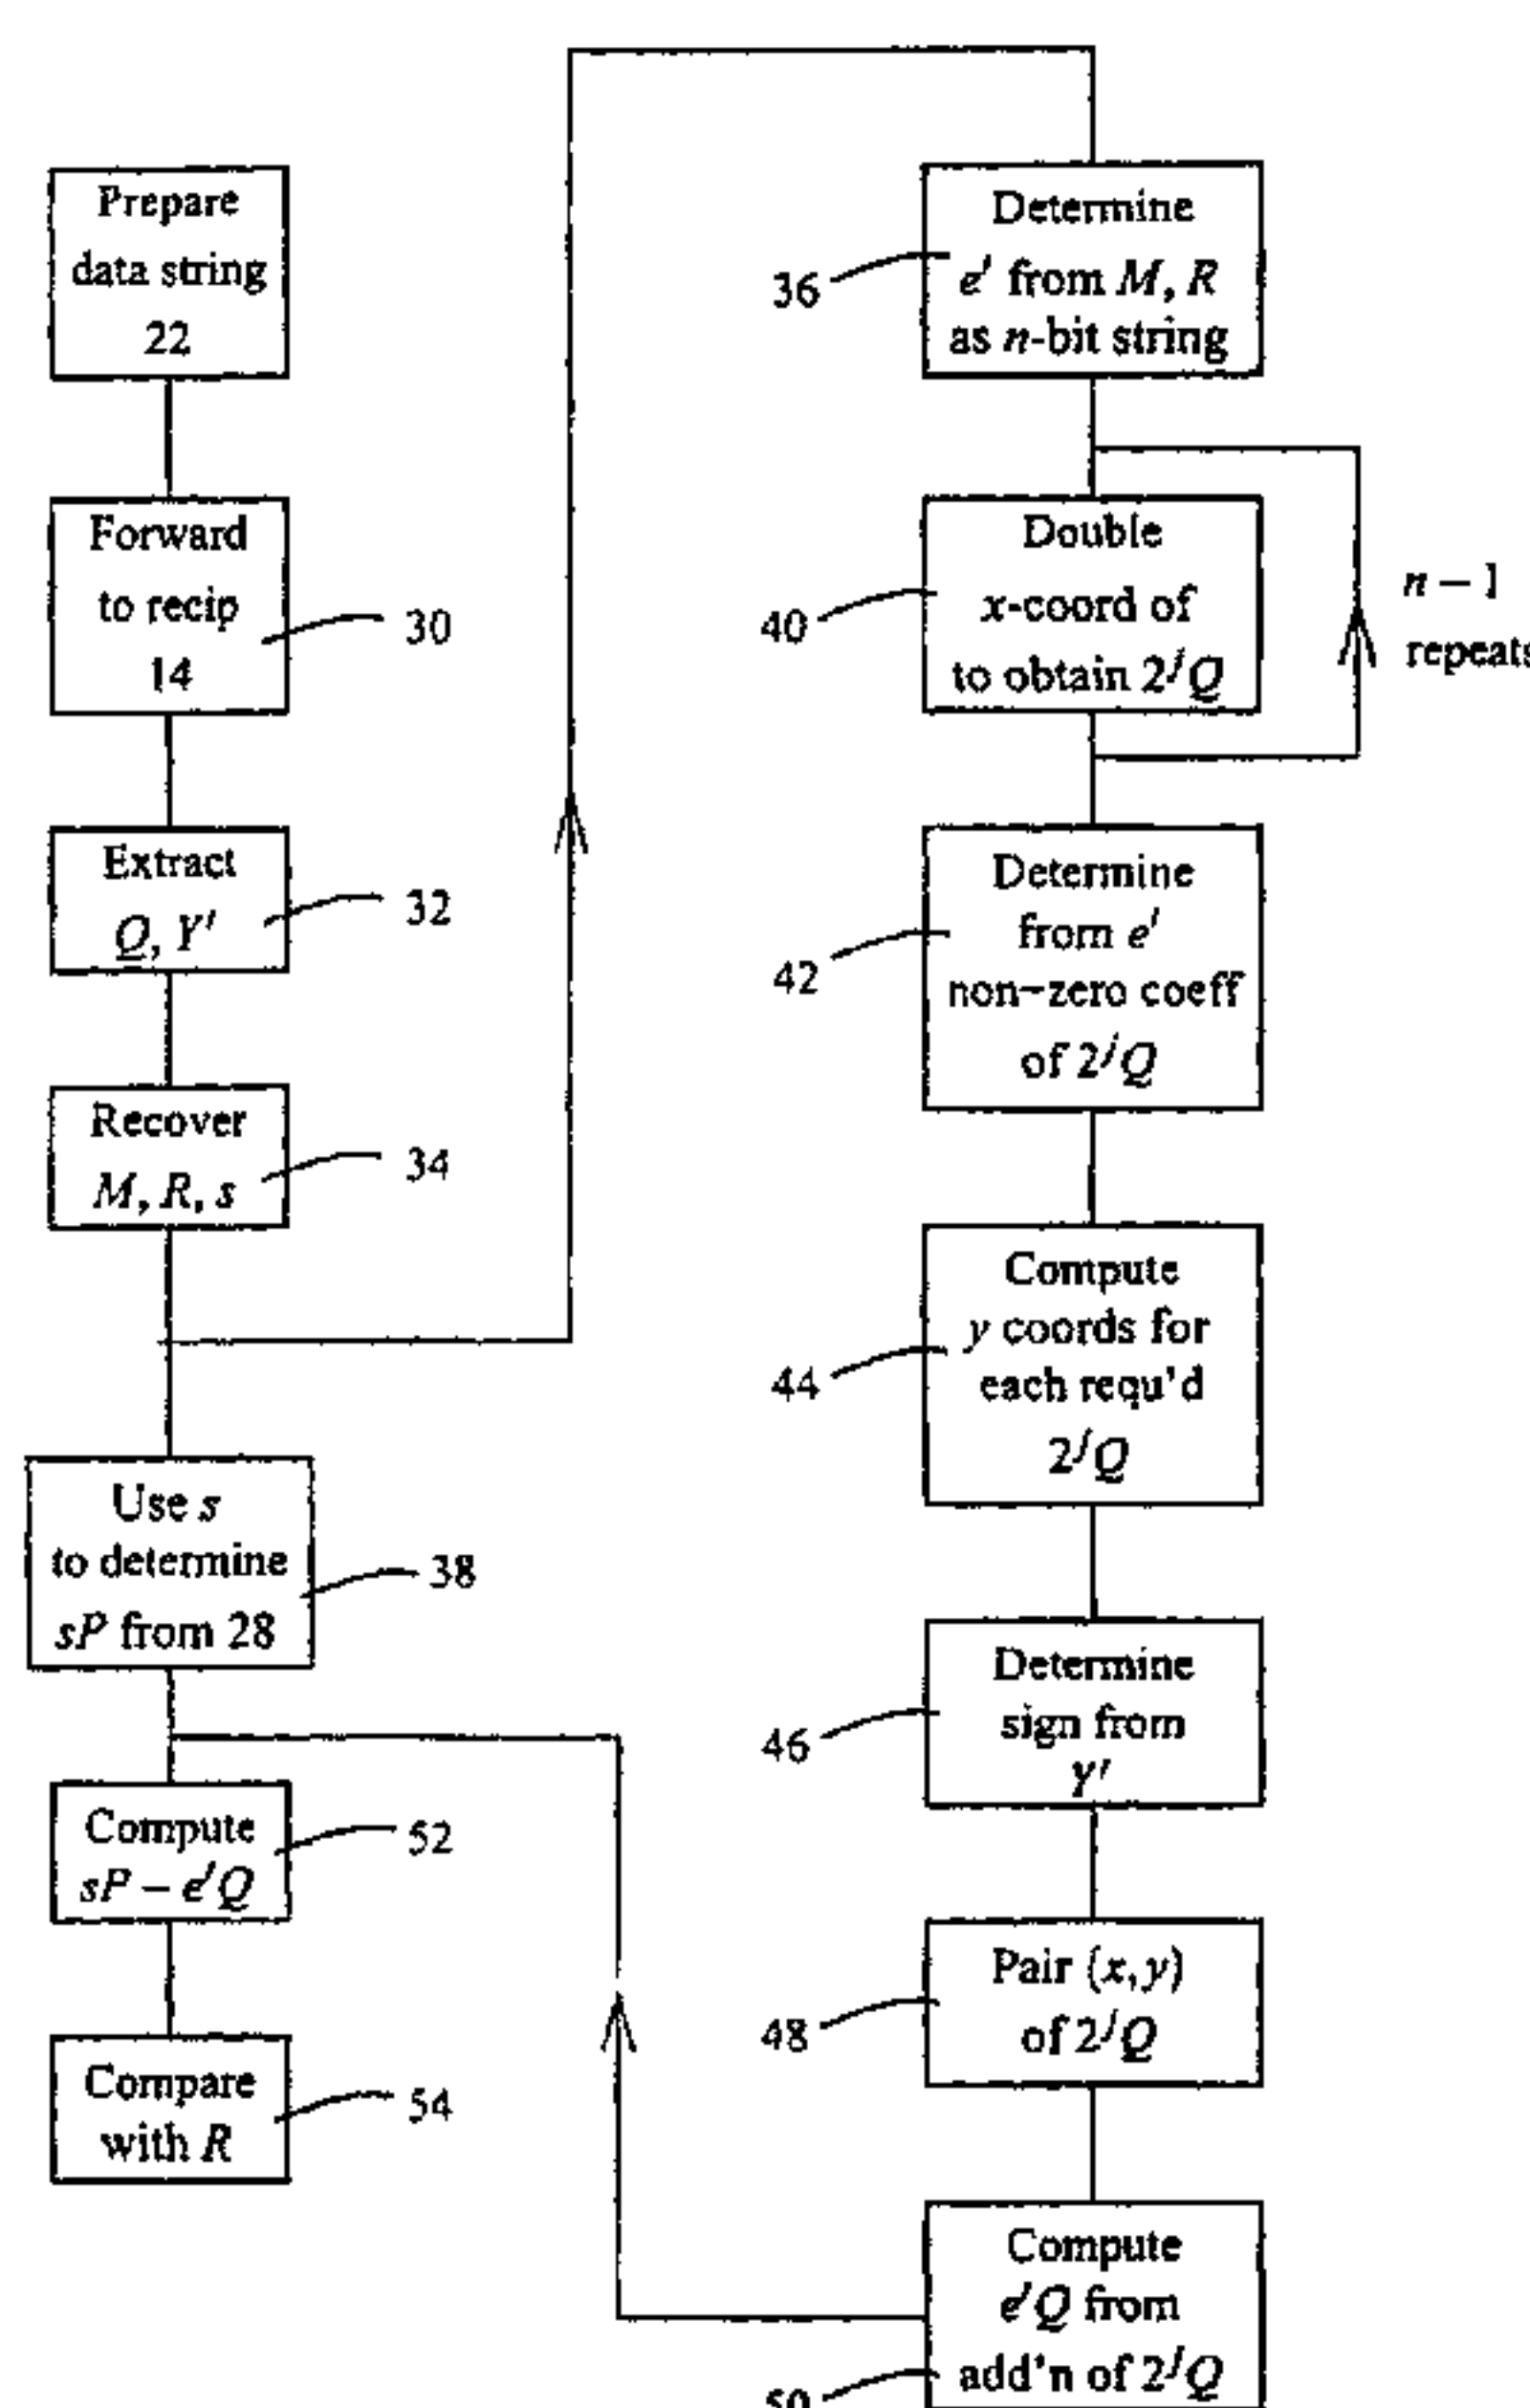 Prepare
data string
22
Forward
to recip
14
30
Extract
Q, Y'
32
Recover
M, R, s
34
Use s
to determine
sP from 28
38
Compute
sP – e'Q
52
Compare
with R
54
Determine
e' from M, R
as n-bit string
36
Double
x-coord of
to obtain 2^jQ
40
n – 1
repeats
Determine
from e'
non-zero coeff
of 2^jQ
42
Compute
y coords for
each requ'd
2^jQ
44
Determine
sign from
Y'
46
Pair (x, y)
of 2^jQ
48
Compute
e'Q from
add'n of 2^jQ
50